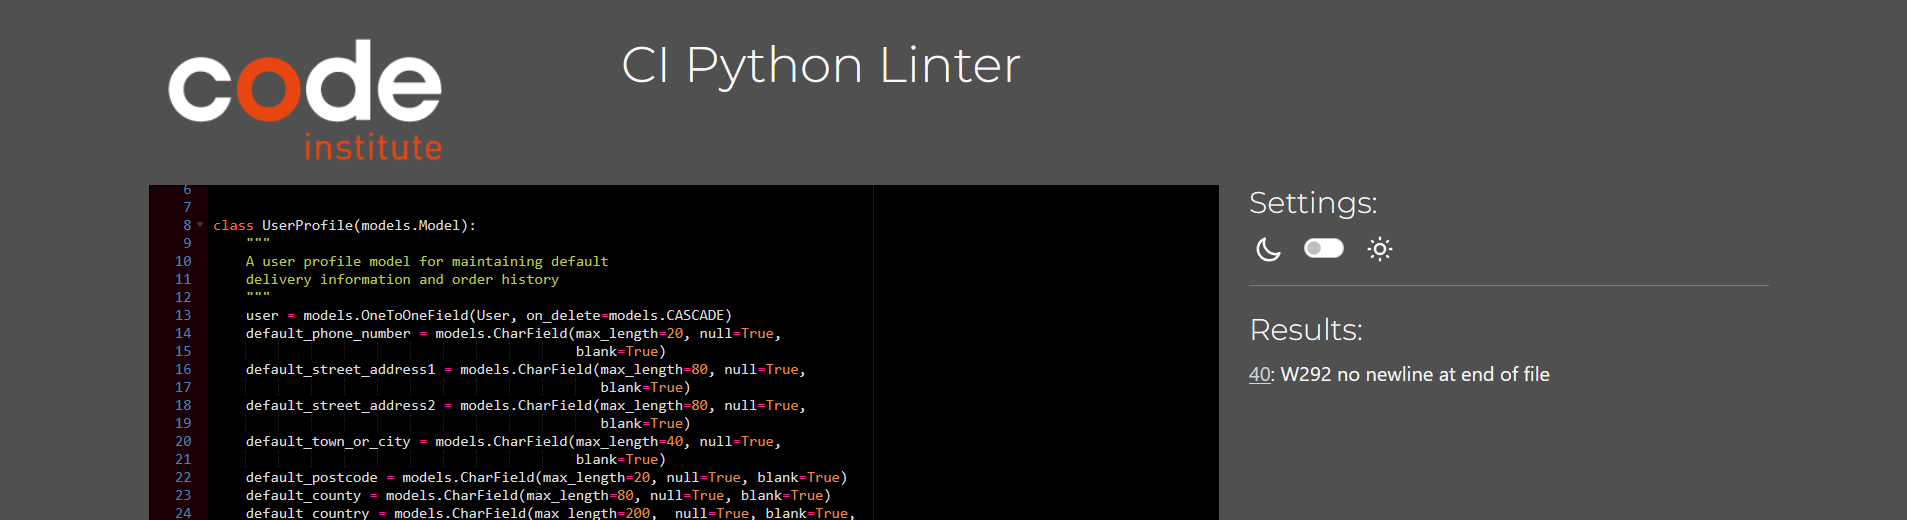 code
institute
CI Python Linter
6
7
8 class UserProfile(models.Model):
9 """
10 A user profile model for maintaining default
11 delivery information and order history
12 """
13 user = models.OneToOneField(User, on_delete=models.CASCADE)
14 default_phone_number = models.CharField(max_length=20, null=True,
15 blank=True)
16 default_street_address1 = models.CharField(max_length=80, null=True,
17 blank=True)
18 default_street_address2 = models.CharField(max_length=80, null=True,
19 blank=True)
20 default_town_or_city = models.CharField(max_length=40, null=True,
21 blank=True)
22 default_postcode = models.CharField(max_length=20, null=True, blank=True)
23 default_county = models.CharField(max_length=80, null=True, blank=True)
24 default_country = models.CharField(max_length=200,  null=True, blank=True,
Settings:
Results:
40: W292 no newline at end of file